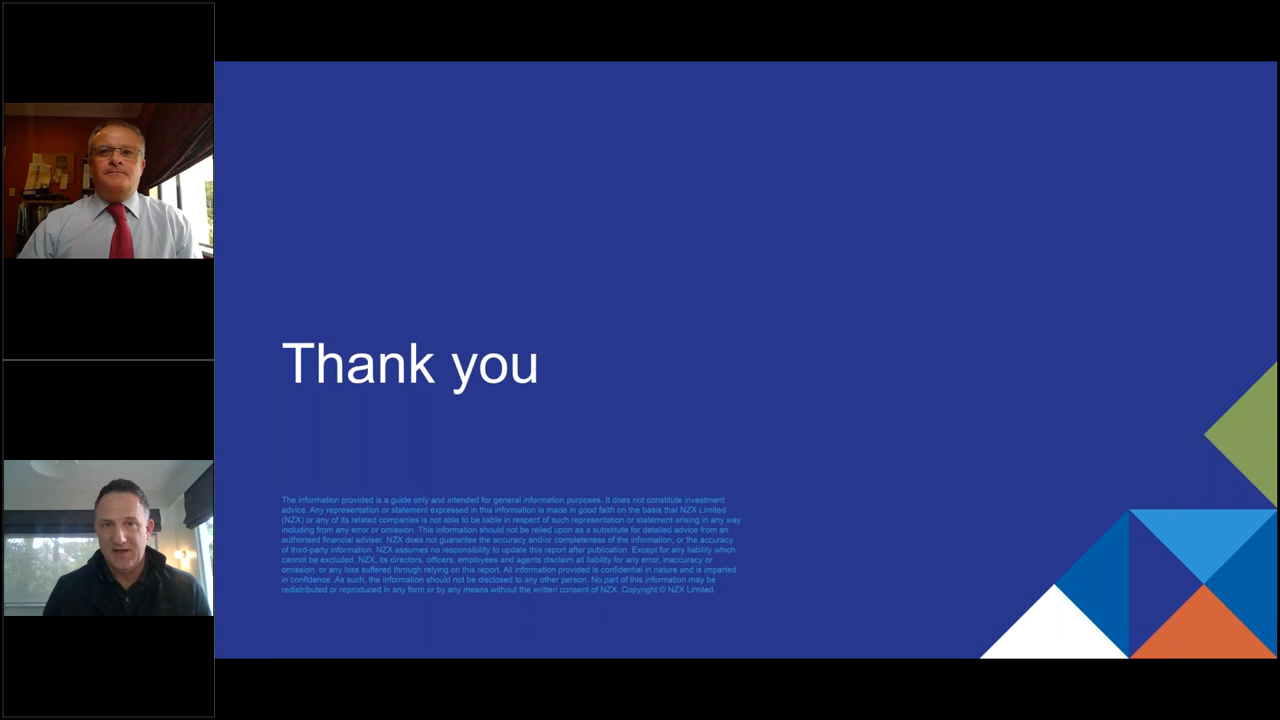 Thank you
The information provided is a guide only and intended for general information purposes. It does not constitute investment
advice. Any representation or statement expressed in this information is made in good faith on the basis that NZX Limited
(NZX) or any of its related companies is not able to be liable in respect of such representation or statement arising in any way
including from any error or omission. This information should not be relied upon as a substitute for detailed advice from an
authorised financial adviser. NZX does not guarantee the accuracy and/or completeness of the information, or the accuracy
of third-party information. NZX assumes no responsibility to update this report after publication. Except for any liability which
cannot be excluded, NZX, its directors, officers, employees and agents disclaim all liability for any error, inaccuracy or
omission, or any loss suffered through relying on this report. All information provided is confidential in nature and is imparted
in confidence. As such, the information should not be disclosed to any other person. No part of this information may be
redistributed or reproduced in any form or by any means without the written consent of NZX. Copyright © NZX Limited.